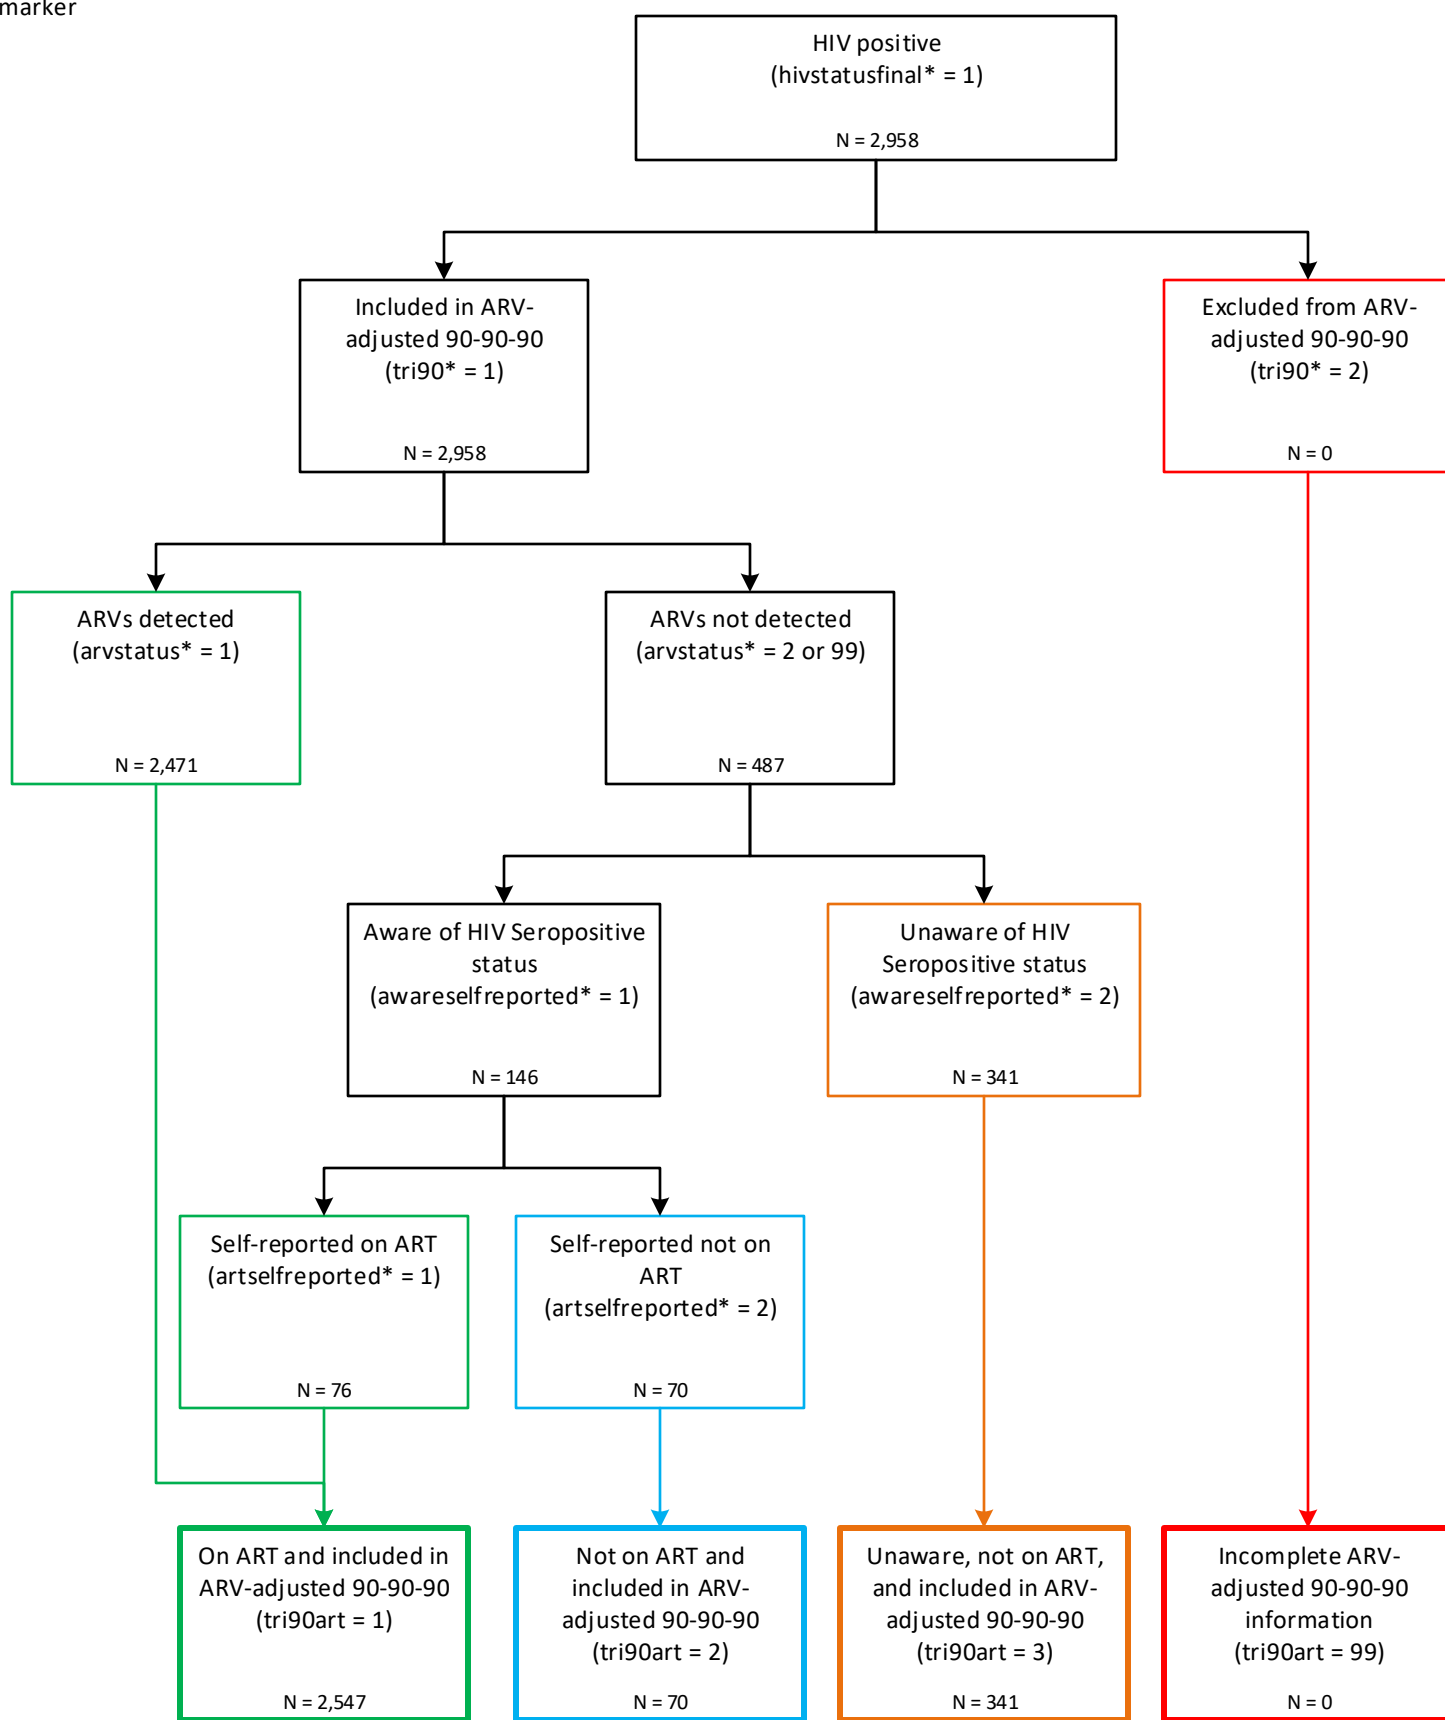 marker
HIV positive
(hivstatusfinal* = 1)
N = 2,958
Included in ARV-
adjusted 90-90-90
(tri90* = 1)
N = 2,958
Excluded from ARV-
adjusted 90-90-90
(tri90* = 2)
N = 0
ARVs detected
(arvstatus* = 1)
N = 2,471
ARVs not detected
(arvstatus* = 2 or 99)
N = 487
Aware of HIV Seropositive
status
(awareselfreported* = 1)
N = 146
Unaware of HIV
Seropositive status
(awareselfreported* = 2)
N = 341
Self-reported on ART
(artselfreported* = 1)
N = 76
Self-reported not on
ART
(artselfreported* = 2)
N = 70
On ART and included in
ARV-adjusted 90-90-90
(tri90art = 1)
N = 2,547
Not on ART and
included in ARV-
adjusted 90-90-90
(tri90art = 2)
N = 70
Unaware, not on ART,
and included in ARV-
adjusted 90-90-90
(tri90art = 3)
N = 341
Incomplete ARV-
adjusted 90-90-90
information
(tri90art = 99)
N = 0